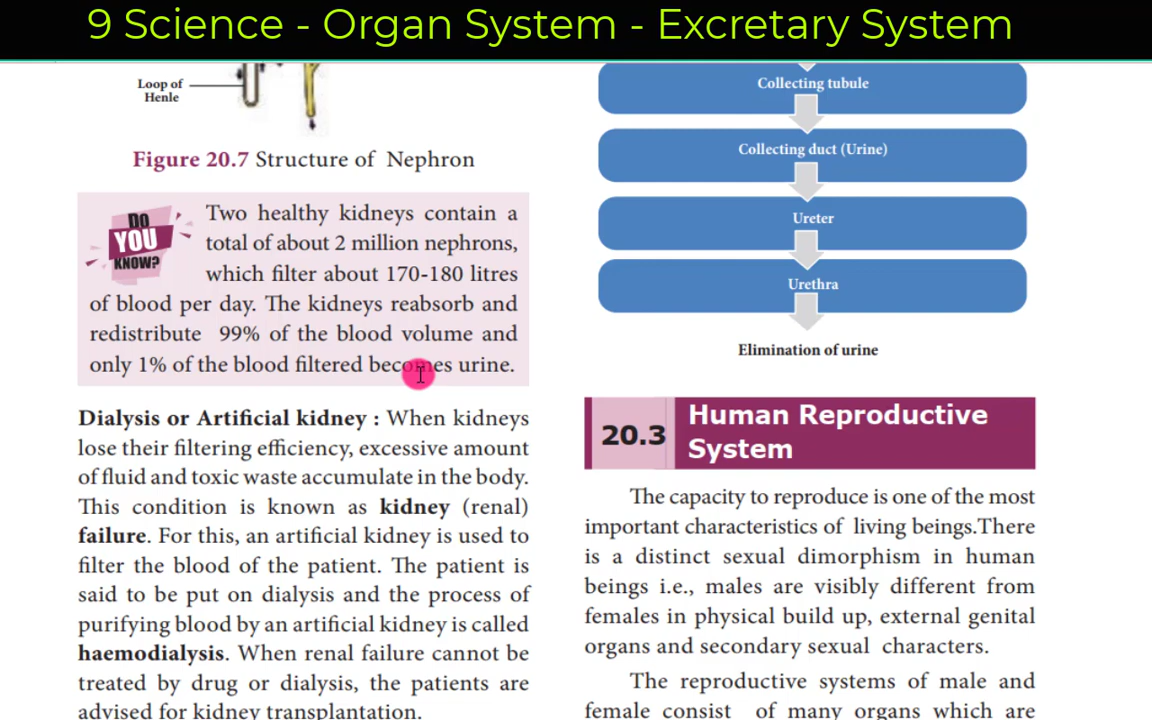 9 Science - Organ System - Excretary System
Loop of
Henle
Figure 20.7 Structure of Nephron
DO
YOU
KNOW?
Two healthy kidneys contain a
total of about 2 million nephrons,
which filter about 170-180 litres
of blood per day. The kidneys reabsorb and
redistribute 99% of the blood volume and
only 1% of the blood filtered becomes urine.
Dialysis or Artificial kidney : When kidneys
lose their filtering efficiency, excessive amount
of fluid and toxic waste accumulate in the body.
This condition is known as kidney (renal)
failure. For this, an artificial kidney is used to
filter the blood of the patient. The patient is
said to be put on dialysis and the process of
purifying blood by an artificial kidney is called
haemodialysis. When renal failure cannot be
treated by drug or dialysis, the patients are
advised for kidney transplantation.
Collecting tubule
Collecting duct (Urine)
Ureter
Urethra
Elimination of urine
20.3 Human Reproductive
System
The capacity to reproduce is one of the most
important characteristics of living beings.There
is a distinct sexual dimorphism in human
beings i.e., males are visibly different from
females in physical build up, external genital
organs and secondary sexual characters.
The reproductive systems of male and
female consist of many organs which are